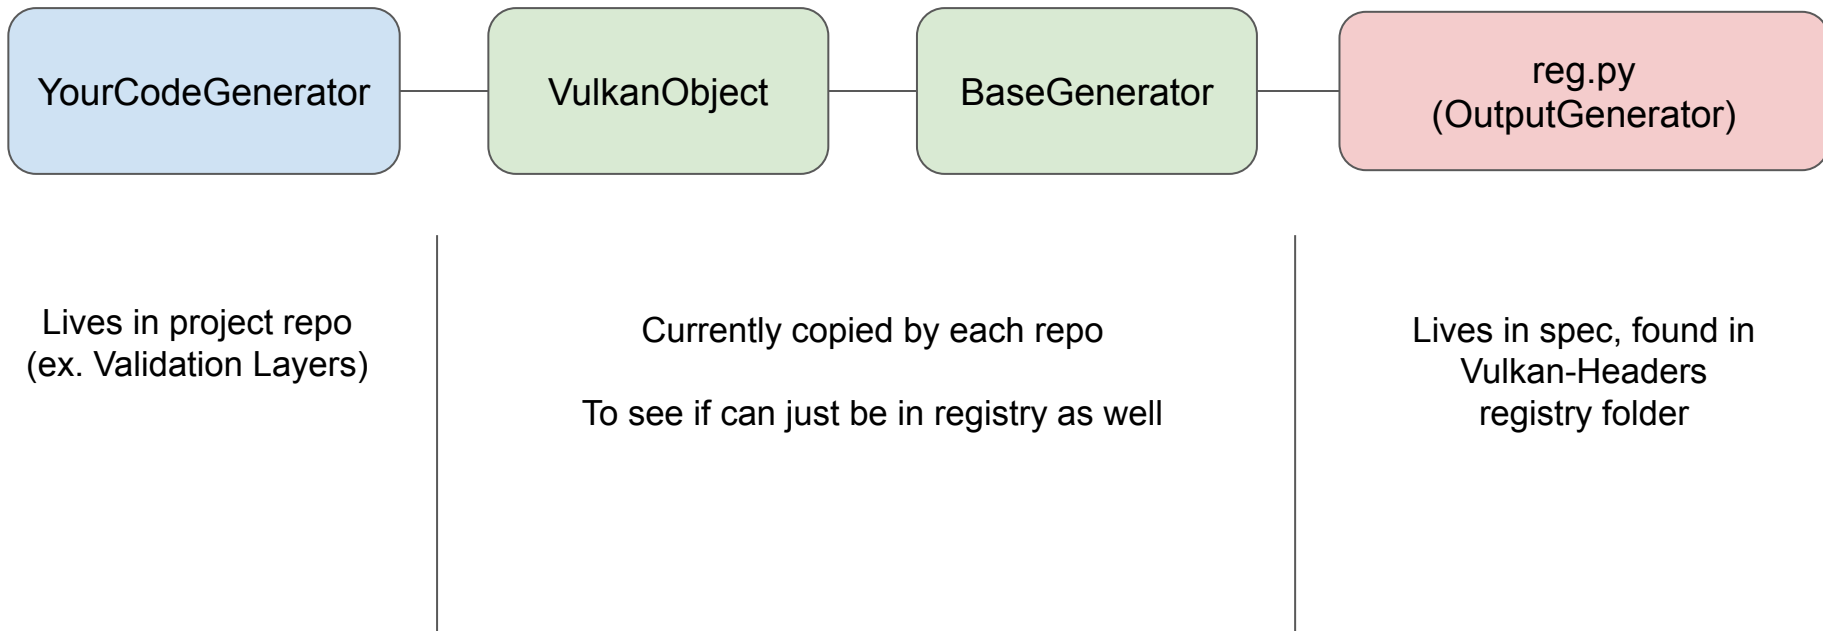 YourCodeGenerator
VulkanObject
BaseGenerator
reg.py
(OutputGenerator)
Lives in project repo
(ex. Validation Layers)
Currently copied by each repo
To see if can just be in registry as well
Lives in spec, found in
Vulkan-Headers
registry folder